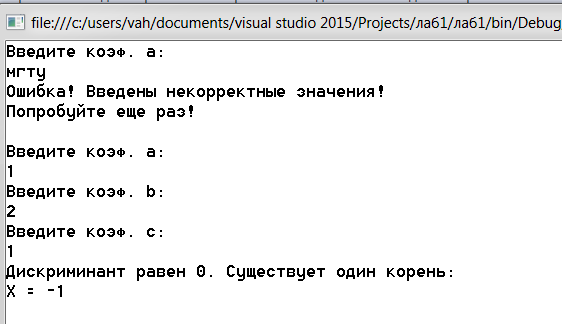 file:///c:/users/vah/documents/visual studio 2015/Projects/ла61/ла61/bin/Debug
Введите коэф. a:
мгту
Ошибка! Введены некорректные значения!
Попробуйте еще раз!
Введите коэф. a:
1
Введите коэф. b:
2
Введите коэф. c:
1
Дискриминант равен 0. Существует один корень:
X = -1